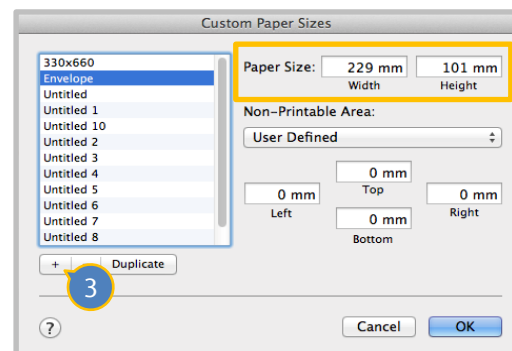 Custom Paper Sizes
330x660
Envelope
Untitled
Untitled 1
Untitled 10
Untitled 2
Untitled 3
Untitled 4
Untitled 5
Untitled 6
Untitled 7
Untitled 8
+ Duplicate
3
Paper Size: 229 mm 101 mm
Width Height
Non-Printable Area:
User Defined
0 mm
Top
0 mm 0 mm
Left Right
0 mm
Bottom
? Cancel OK